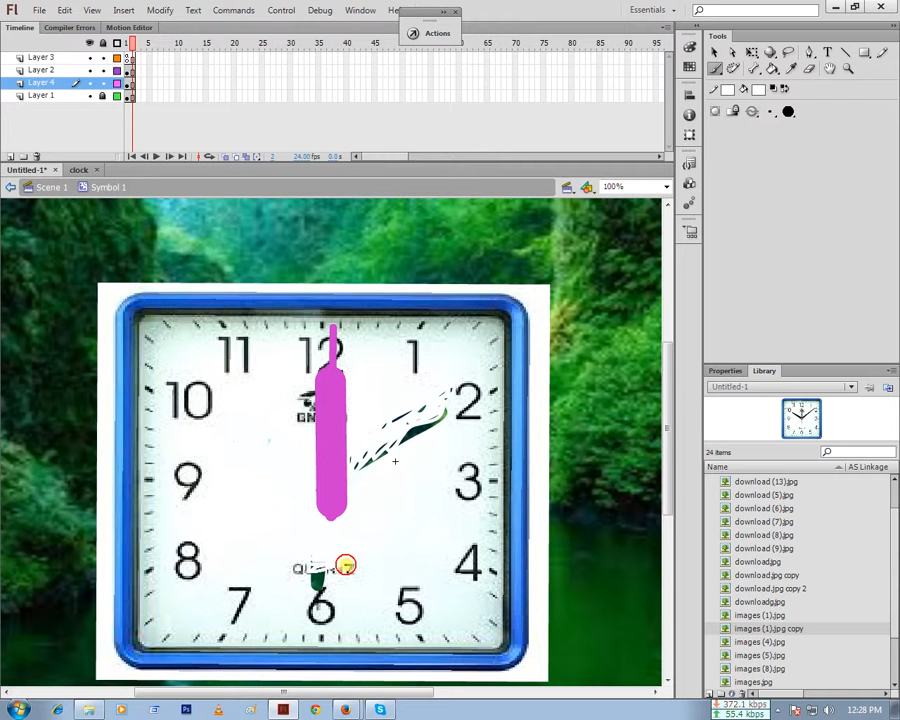 Fl File Edit View Insert Modify Text Commands Control Debug Window Essentials
Actions
Timeline Compiler Errors Motion Editor
1 5 10 15 20 25 30 35 40 45 50 55 60 65 70 75 80 85 90
Layer 3
Layer 2
Layer 4
Layer 1
2 24.00 fps 0.0 s
Untitled-1* × clock ×
Scene 1 Symbol 1 100%
Tools
11 12 1
10 2
9 3
8 4
7 6 5
Properties Library
Untitled-1
24 items
Name AS Linkage
download (13).jpg
download (5).jpg
download (6).jpg
download (7).jpg
download (8).jpg
download (9).jpg
download.jpg
download.jpg copy
download.jpg copy 2
downloadg.jpg
images (1).jpg
images (1).jpg copy
images (4).jpg
images (5).jpg
images (8).jpg
images.jpg
372.1 kbps
55.4 kbps
12:28 PM